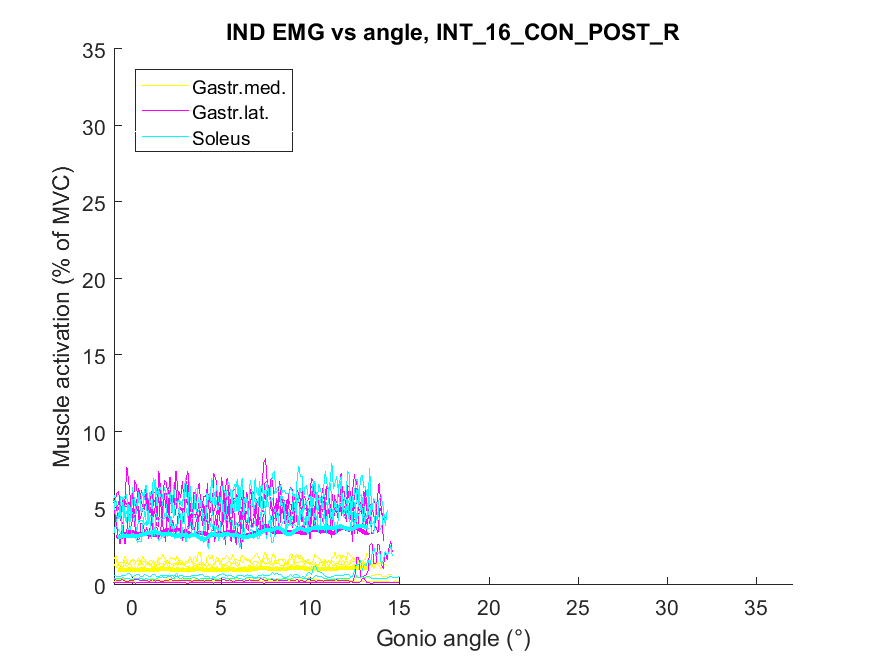 IND EMG vs angle, INT_16_CON_POST_R
35
30
25
20
15
10
5
0
Muscle activation (% of MVC)
Gastr.med.
Gastr.lat.
Soleus
0 5 10 15 20 25 30 35
Gonio angle (°)